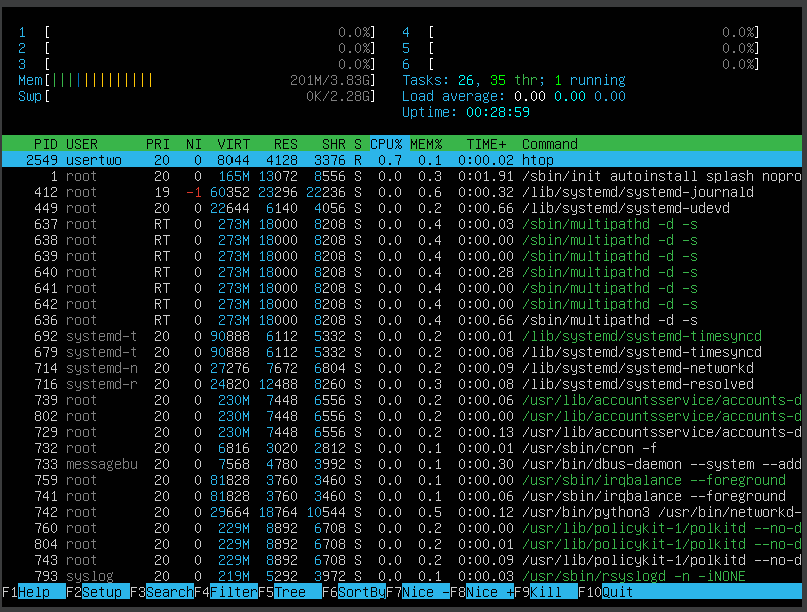 1 [ 0.0%] 4 [ 0.0%]
2 [ 0.0%] 5 [ 0.0%]
3 [ 0.0%] 6 [ 0.0%]
Mem[||||||||||||| 201M/3.83G] Tasks: 26, 35 thr; 1 running
Swp[ 0K/2.28G] Load average: 0.00 0.00 0.00
Uptime: 00:28:59
PID USER PRI NI VIRT RES SHR S CPU% MEM% TIME+ Command
2549 usertwo 20 0 8044 4128 3376 R 0.7 0.1 0:00.02 htop
1 root 20 0 165M 13072 8556 S 0.0 0.3 0:01.91 /sbin/init autoinstall splash nopro
412 root 19 -1 60352 23296 22236 S 0.0 0.6 0:00.32 /lib/systemd/systemd-journald
449 root 20 0 22644 6140 4056 S 0.0 0.2 0:00.66 /lib/systemd/systemd-udevd
637 root RT 0 273M 18000 8208 S 0.0 0.4 0:00.03 /sbin/multipathd -d -s
638 root RT 0 273M 18000 8208 S 0.0 0.4 0:00.00 /sbin/multipathd -d -s
639 root RT 0 273M 18000 8208 S 0.0 0.4 0:00.00 /sbin/multipathd -d -s
640 root RT 0 273M 18000 8208 S 0.0 0.4 0:00.28 /sbin/multipathd -d -s
641 root RT 0 273M 18000 8208 S 0.0 0.4 0:00.00 /sbin/multipathd -d -s
642 root RT 0 273M 18000 8208 S 0.0 0.4 0:00.00 /sbin/multipathd -d -s
636 root RT 0 273M 18000 8208 S 0.0 0.4 0:00.66 /sbin/multipathd -d -s
692 systemd-t 20 0 90888 6112 5332 S 0.0 0.2 0:00.01 /lib/systemd/systemd-timesyncd
679 systemd-t 20 0 90888 6112 5332 S 0.0 0.2 0:00.08 /lib/systemd/systemd-timesyncd
714 systemd-n 20 0 27276 7672 6804 S 0.0 0.2 0:00.09 /lib/systemd/systemd-networkd
716 systemd-r 20 0 24820 12488 8260 S 0.0 0.3 0:00.08 /lib/systemd/systemd-resolved
739 root 20 0 230M 7448 6556 S 0.0 0.2 0:00.06 /usr/lib/accountsservice/accounts-d
802 root 20 0 230M 7448 6556 S 0.0 0.2 0:00.00 /usr/lib/accountsservice/accounts-d
729 root 20 0 230M 7448 6556 S 0.0 0.2 0:00.13 /usr/lib/accountsservice/accounts-d
732 root 20 0 6816 3020 2812 S 0.0 0.1 0:00.01 /usr/sbin/cron -f
733 messagebu 20 0 7568 4780 3992 S 0.0 0.1 0:00.30 /usr/bin/dbus-daemon --system --add
759 root 20 0 81828 3760 3460 S 0.0 0.1 0:00.00 /usr/sbin/irqbalance --foreground
741 root 20 0 81828 3760 3460 S 0.0 0.1 0:00.06 /usr/sbin/irqbalance --foreground
742 root 20 0 29664 18764 10544 S 0.0 0.5 0:00.12 /usr/bin/python3 /usr/bin/networkd-
760 root 20 0 229M 8892 6708 S 0.0 0.2 0:00.00 /usr/lib/policykit-1/polkitd --no-d
804 root 20 0 229M 8892 6708 S 0.0 0.2 0:00.01 /usr/lib/policykit-1/polkitd --no-d
743 root 20 0 229M 8892 6708 S 0.0 0.2 0:00.09 /usr/lib/policykit-1/polkitd --no-d
793 syslog 20 0 219M 5292 3972 S 0.0 0.1 0:00.03 /usr/sbin/rsyslogd -n -iNONE
F1Help F2Setup F3SearchF4FilterF5Tree F6SortByF7Nice -F8Nice +F9Kill F10Quit